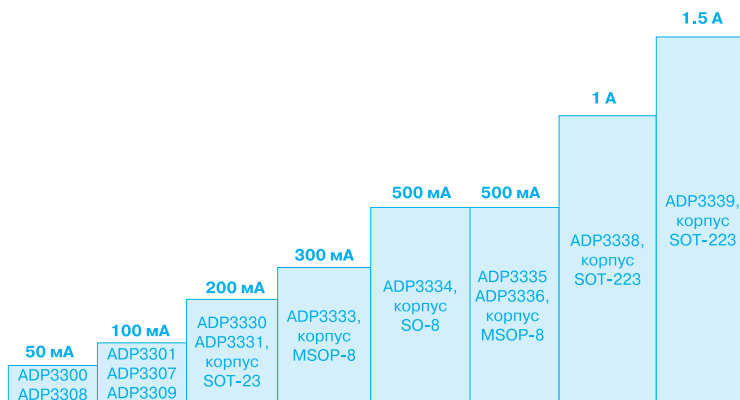 50 мА
ADP3300
ADP3308
100 мА
ADP3301
ADP3307
ADP3309
200 мА
ADP3330
ADP3331,
корпус
SOT-23
300 мА
ADP3333,
корпус
MSOP-8
500 мА
ADP3334,
корпус
SO-8
500 мА
ADP3335
ADP3336,
корпус
MSOP-8
1 А
ADP3338,
корпус
SOT-223
1.5 А
ADP3339,
корпус
SOT-223